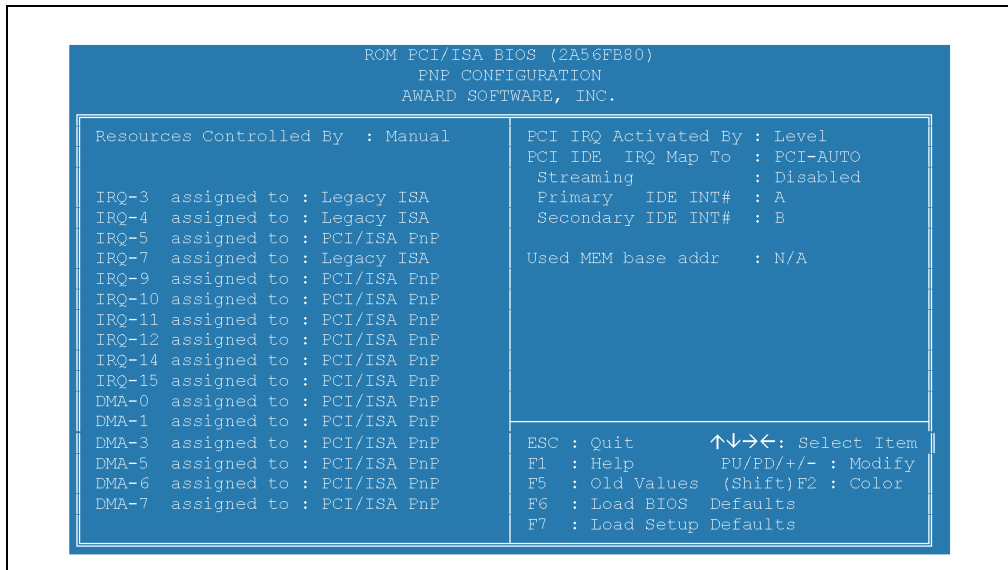 ROM PCI/ISA BIOS (2A56FB80)
PNP CONFIGURATION
AWARD SOFTWARE, INC.
Resources Controlled By : Manual
IRQ-3 assigned to : Legacy ISA
IRQ-4 assigned to : Legacy ISA
IRQ-5 assigned to : PCI/ISA PnP
IRQ-7 assigned to : Legacy ISA
IRQ-9 assigned to : PCI/ISA PnP
IRQ-10 assigned to : PCI/ISA PnP
IRQ-11 assigned to : PCI/ISA PnP
IRQ-12 assigned to : PCI/ISA PnP
IRQ-14 assigned to : PCI/ISA PnP
IRQ-15 assigned to : PCI/ISA PnP
DMA-0 assigned to : PCI/ISA PnP
DMA-1 assigned to : PCI/ISA PnP
DMA-3 assigned to : PCI/ISA PnP
DMA-5 assigned to : PCI/ISA PnP
DMA-6 assigned to : PCI/ISA PnP
DMA-7 assigned to : PCI/ISA PnP
PCI IRQ Activated By : Level
PCI IDE IRQ Map To : PCI-AUTO
Streaming : Disabled
Primary IDE INT# : A
Secondary IDE INT# : B
Used MEM base addr : N/A
ESC : Quit ↑↓→←: Select Item
F1 : Help PU/PD/+/- : Modify
F5 : Old Values (Shift)F2 : Color
F6 : Load BIOS Defaults
F7 : Load Setup Defaults